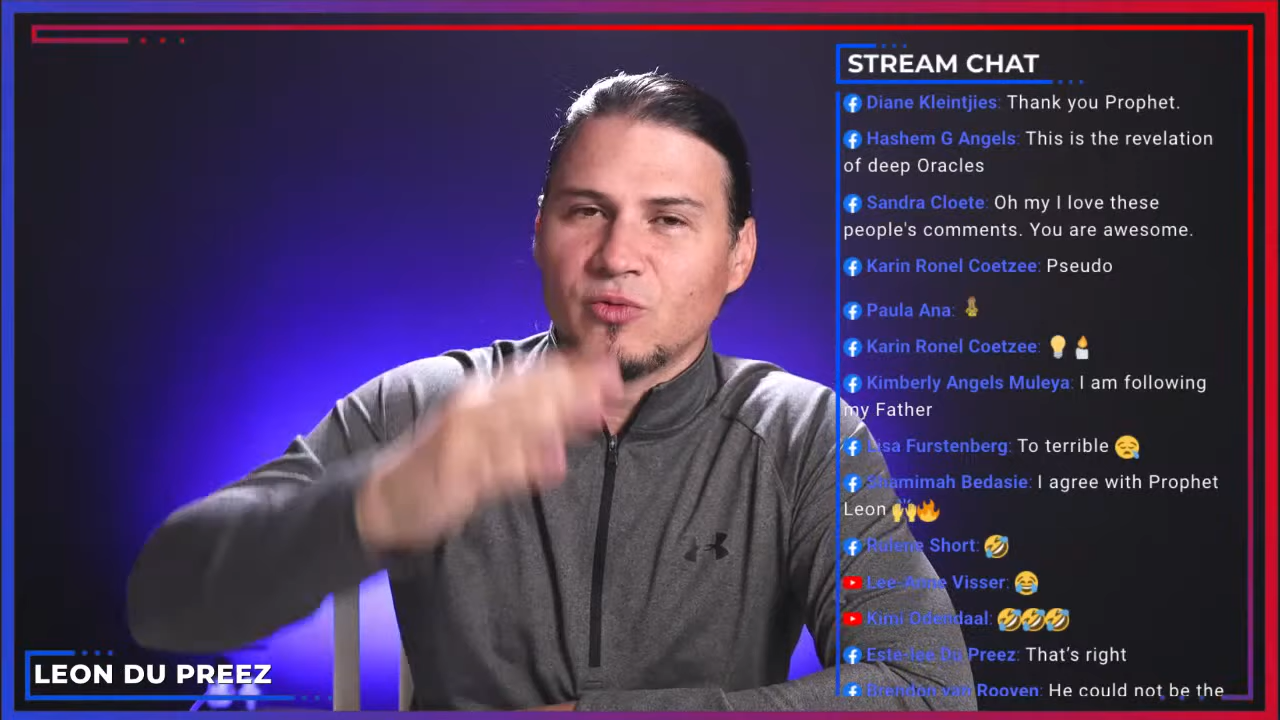 STREAM CHAT
Diane Kleintjies: Thank you Prophet.
Hashem G Angels: This is the revelation
of deep Oracles
Sandra Cloete: Oh my I love these
people's comments. You are awesome.
Karin Ronel Coetzee: Pseudo
Paula Ana:
Karin Ronel Coetzee: 💡🕯️
Kimberly Angels Muleya: I am following
my Father
Lisa Furstenberg: To terrible 😪
Shamimah Bedasie: I agree with Prophet
Leon 🙌🔥
Rulene Short: 🤣
Lee-Anne Visser: 😂
Kimi Odendaal: 🤣🤣🤣
Este-lee Du Preez: That's right
Brendon van Rooven: He could not be the
LEON DU PREEZ